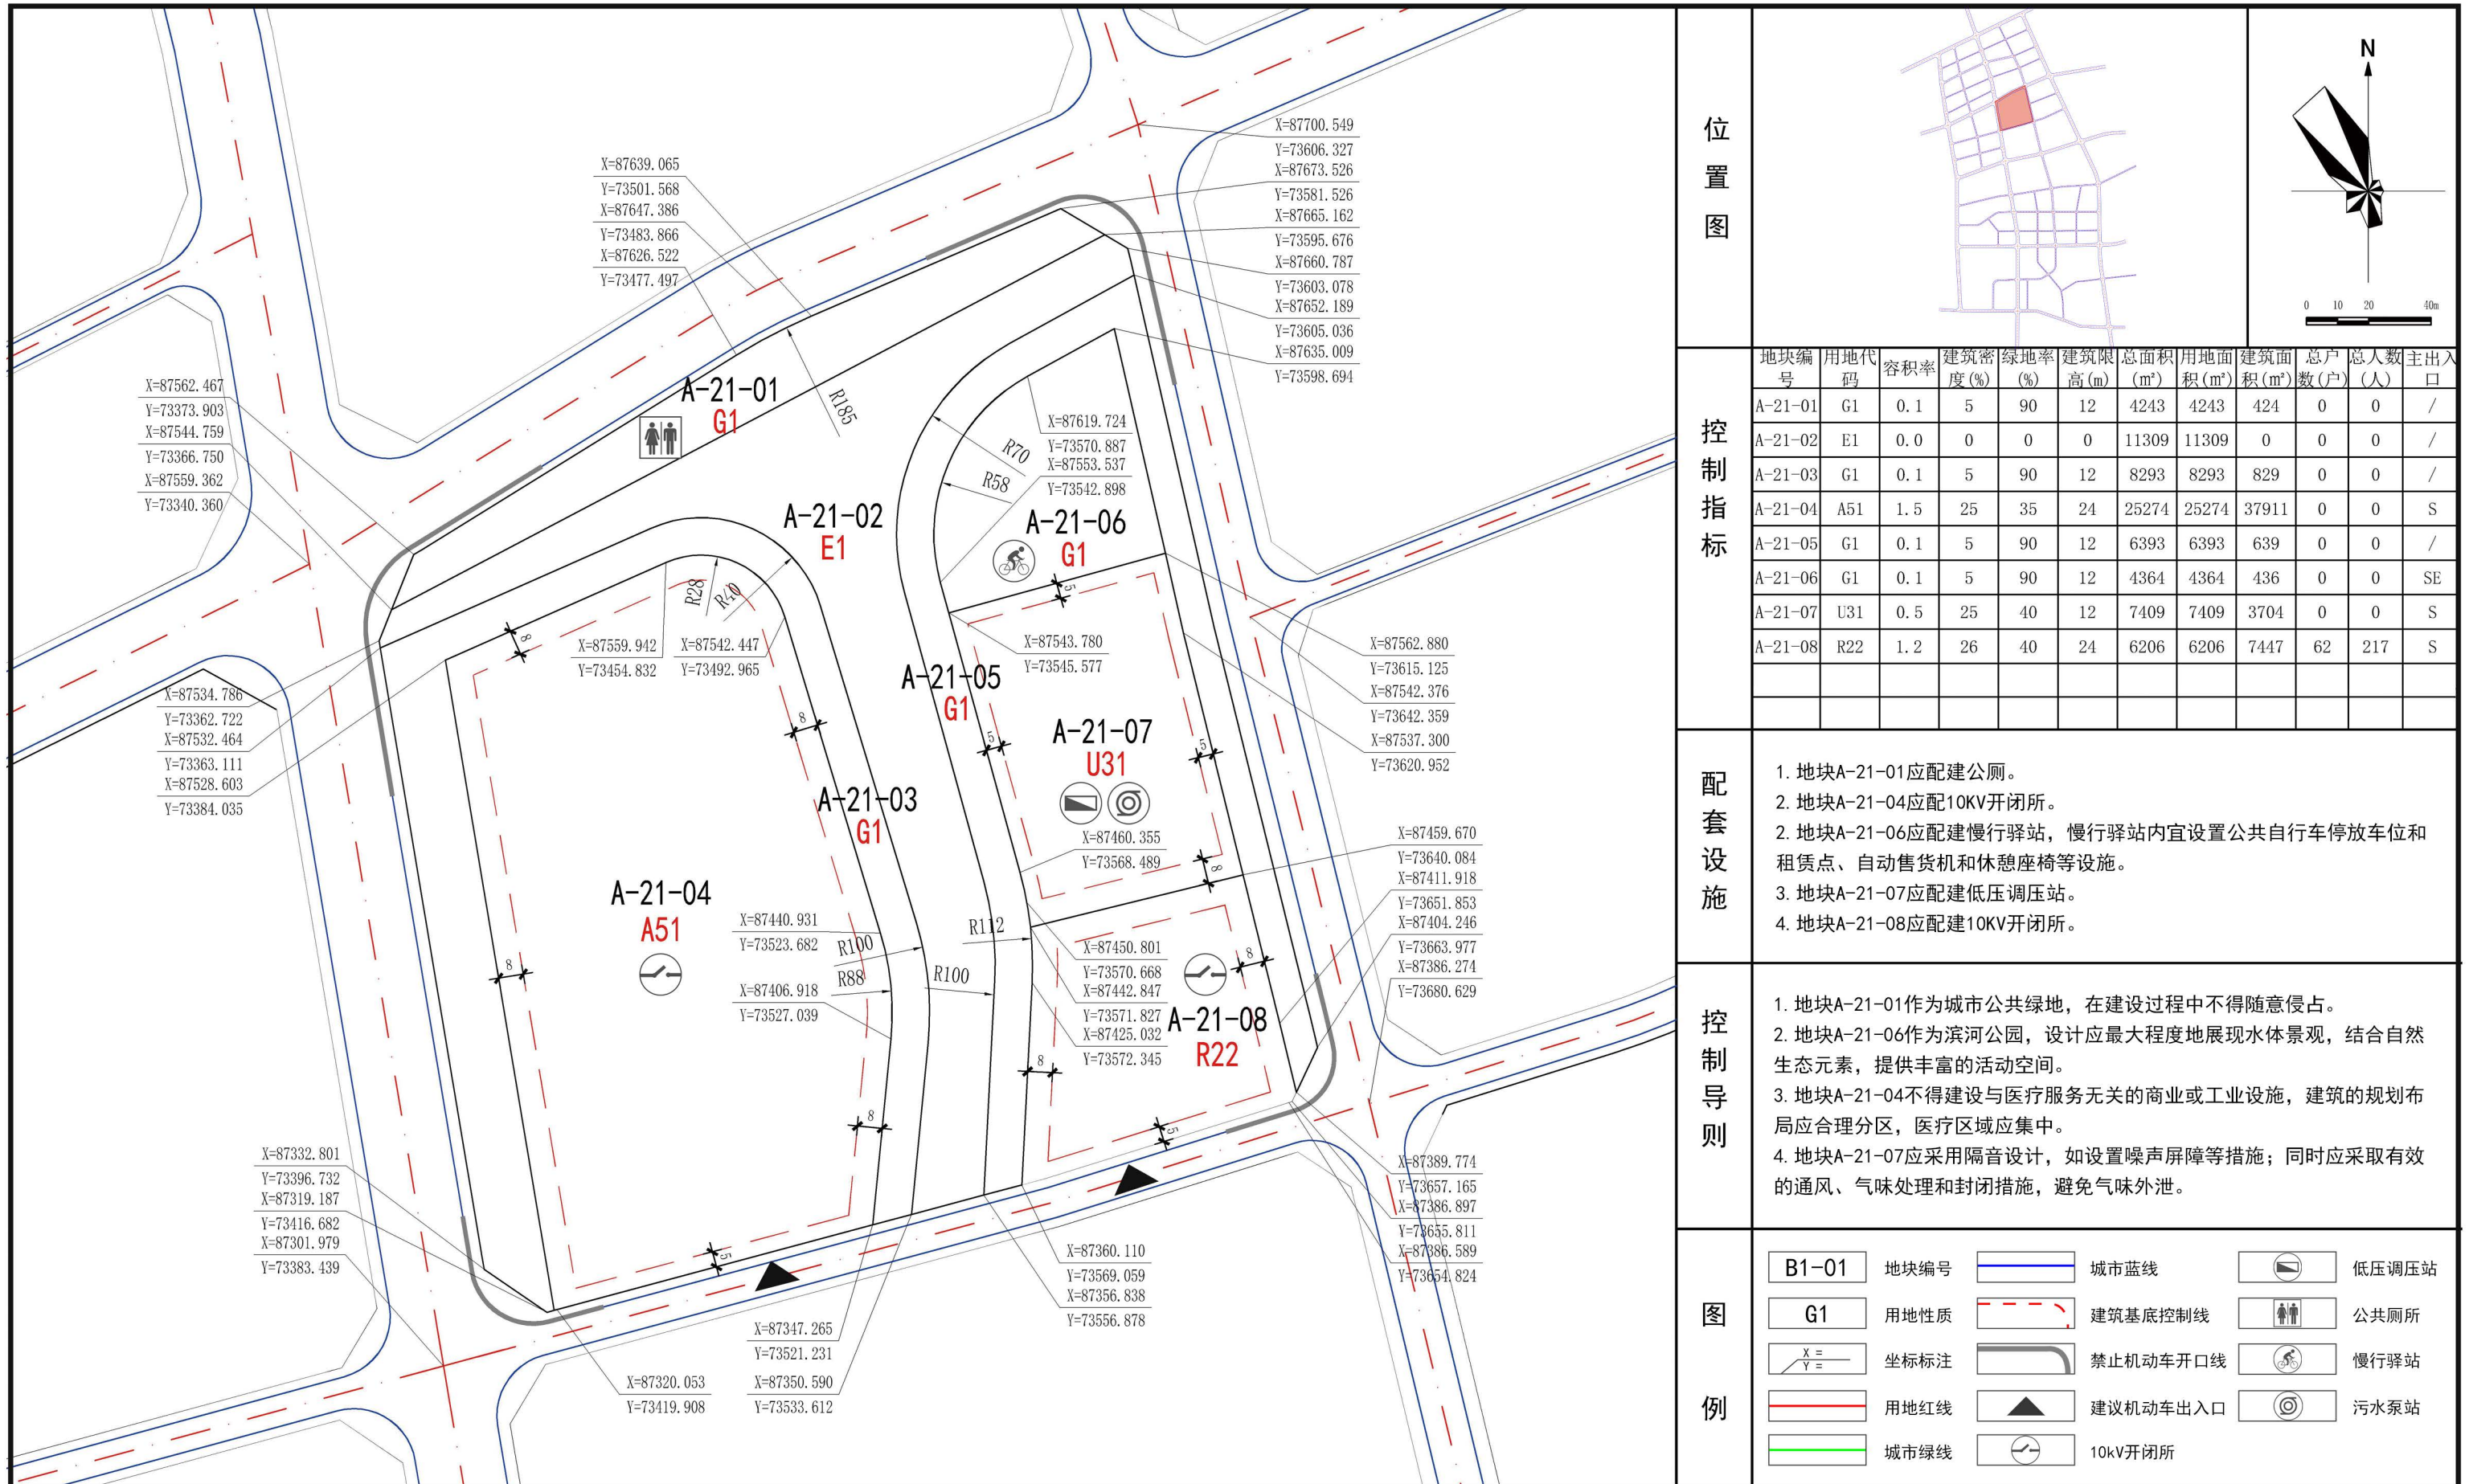 X=87639.065
Y=73501.568
X=87647.386
Y=73483.866
X=87626.522
Y=73477.497
X=87700.549
Y=73606.327
X=87673.526
Y=73581.526
X=87665.162
Y=73595.676
X=87660.787
Y=73603.078
X=87652.189
Y=73605.036
X=87635.009
Y=73598.694
X=87562.467
Y=73373.903
X=87544.759
Y=73366.750
X=87559.362
Y=73340.360
A-21-01
G1
R185
X=87619.724
Y=73570.887
X=87553.537
Y=73542.898
R70
R58
A-21-02
E1
A-21-06
G1
5
R28
R40
8
X=87559.942
Y=73454.832
X=87542.447
Y=73492.965
X=87543.780
Y=73545.577
X=87562.880
Y=73615.125
X=87542.376
Y=73642.359
X=87537.300
Y=73620.952
X=87534.786
Y=73362.722
X=87532.464
Y=73363.111
X=87528.603
Y=73384.035
A-21-05
G1
8
5
A-21-07
U31
5
A-21-03
G1
X=87460.355
Y=73568.489
8
X=87459.670
Y=73640.084
X=87411.918
Y=73651.853
X=87404.246
Y=73663.977
X=87386.274
Y=73680.629
A-21-04
A51
8
X=87440.931
Y=73523.682
R100
R88
X=87406.918
Y=73527.039
R112
R100
X=87450.801
Y=73570.668
X=87442.847
Y=73571.827
X=87425.032
Y=73572.345
8
A-21-08
R22
8
8
5
X=87332.801
Y=73396.732
X=87319.187
Y=73416.682
X=87301.979
Y=73383.439
5
X=87389.774
Y=73657.165
X=87386.897
Y=73655.811
X=87386.589
Y=73654.824
X=87360.110
Y=73569.059
X=87356.838
Y=73556.878
X=87347.265
Y=73521.231
X=87350.590
Y=73533.612
X=87320.053
Y=73419.908
位置图
N
0 10 20 40m
控制指标
地块编号 用地代码 容积率 建筑密度(%) 绿地率(%) 建筑限高(m) 总面积(㎡) 用地面积(㎡) 建筑面积(㎡) 总户数(户) 总人数(人) 主出入口
A-21-01 G1 0.1 5 90 12 4243 4243 424 0 0 /
A-21-02 E1 0.0 0 0 0 11309 11309 0 0 0 /
A-21-03 G1 0.1 5 90 12 8293 8293 829 0 0 /
A-21-04 A51 1.5 25 35 24 25274 25274 37911 0 0 S
A-21-05 G1 0.1 5 90 12 6393 6393 639 0 0 /
A-21-06 G1 0.1 5 90 12 4364 4364 436 0 0 SE
A-21-07 U31 0.5 25 40 12 7409 7409 3704 0 0 S
A-21-08 R22 1.2 26 40 24 6206 6206 7447 62 217 S
配套设施
1.地块A-21-01应配建公厕。
2.地块A-21-04应配10KV开闭所。
2.地块A-21-06应配建慢行驿站，慢行驿站内宜设置公共自行车停放车位和
租赁点、自动售货机和休憩座椅等设施。
3.地块A-21-07应配建低压调压站。
4.地块A-21-08应配建10KV开闭所。
控制导则
1.地块A-21-01作为城市公共绿地，在建设过程中不得随意侵占。
2.地块A-21-06作为滨河公园，设计应最大程度地展现水体景观，结合自然
生态元素，提供丰富的活动空间。
3.地块A-21-04不得建设与医疗服务无关的商业或工业设施，建筑的规划布
局应合理分区，医疗区域应集中。
4.地块A-21-07应采用隔音设计，如设置噪声屏障等措施；同时应采取有效
的通风、气味处理和封闭措施，避免气味外泄。
图例
B1-01 地块编号 城市蓝线 低压调压站
G1 用地性质 建筑基底控制线 公共厕所
X = Y = 坐标标注 禁止机动车开口线 慢行驿站
用地红线 建议机动车出入口 污水泵站
城市绿线 10kV开闭所